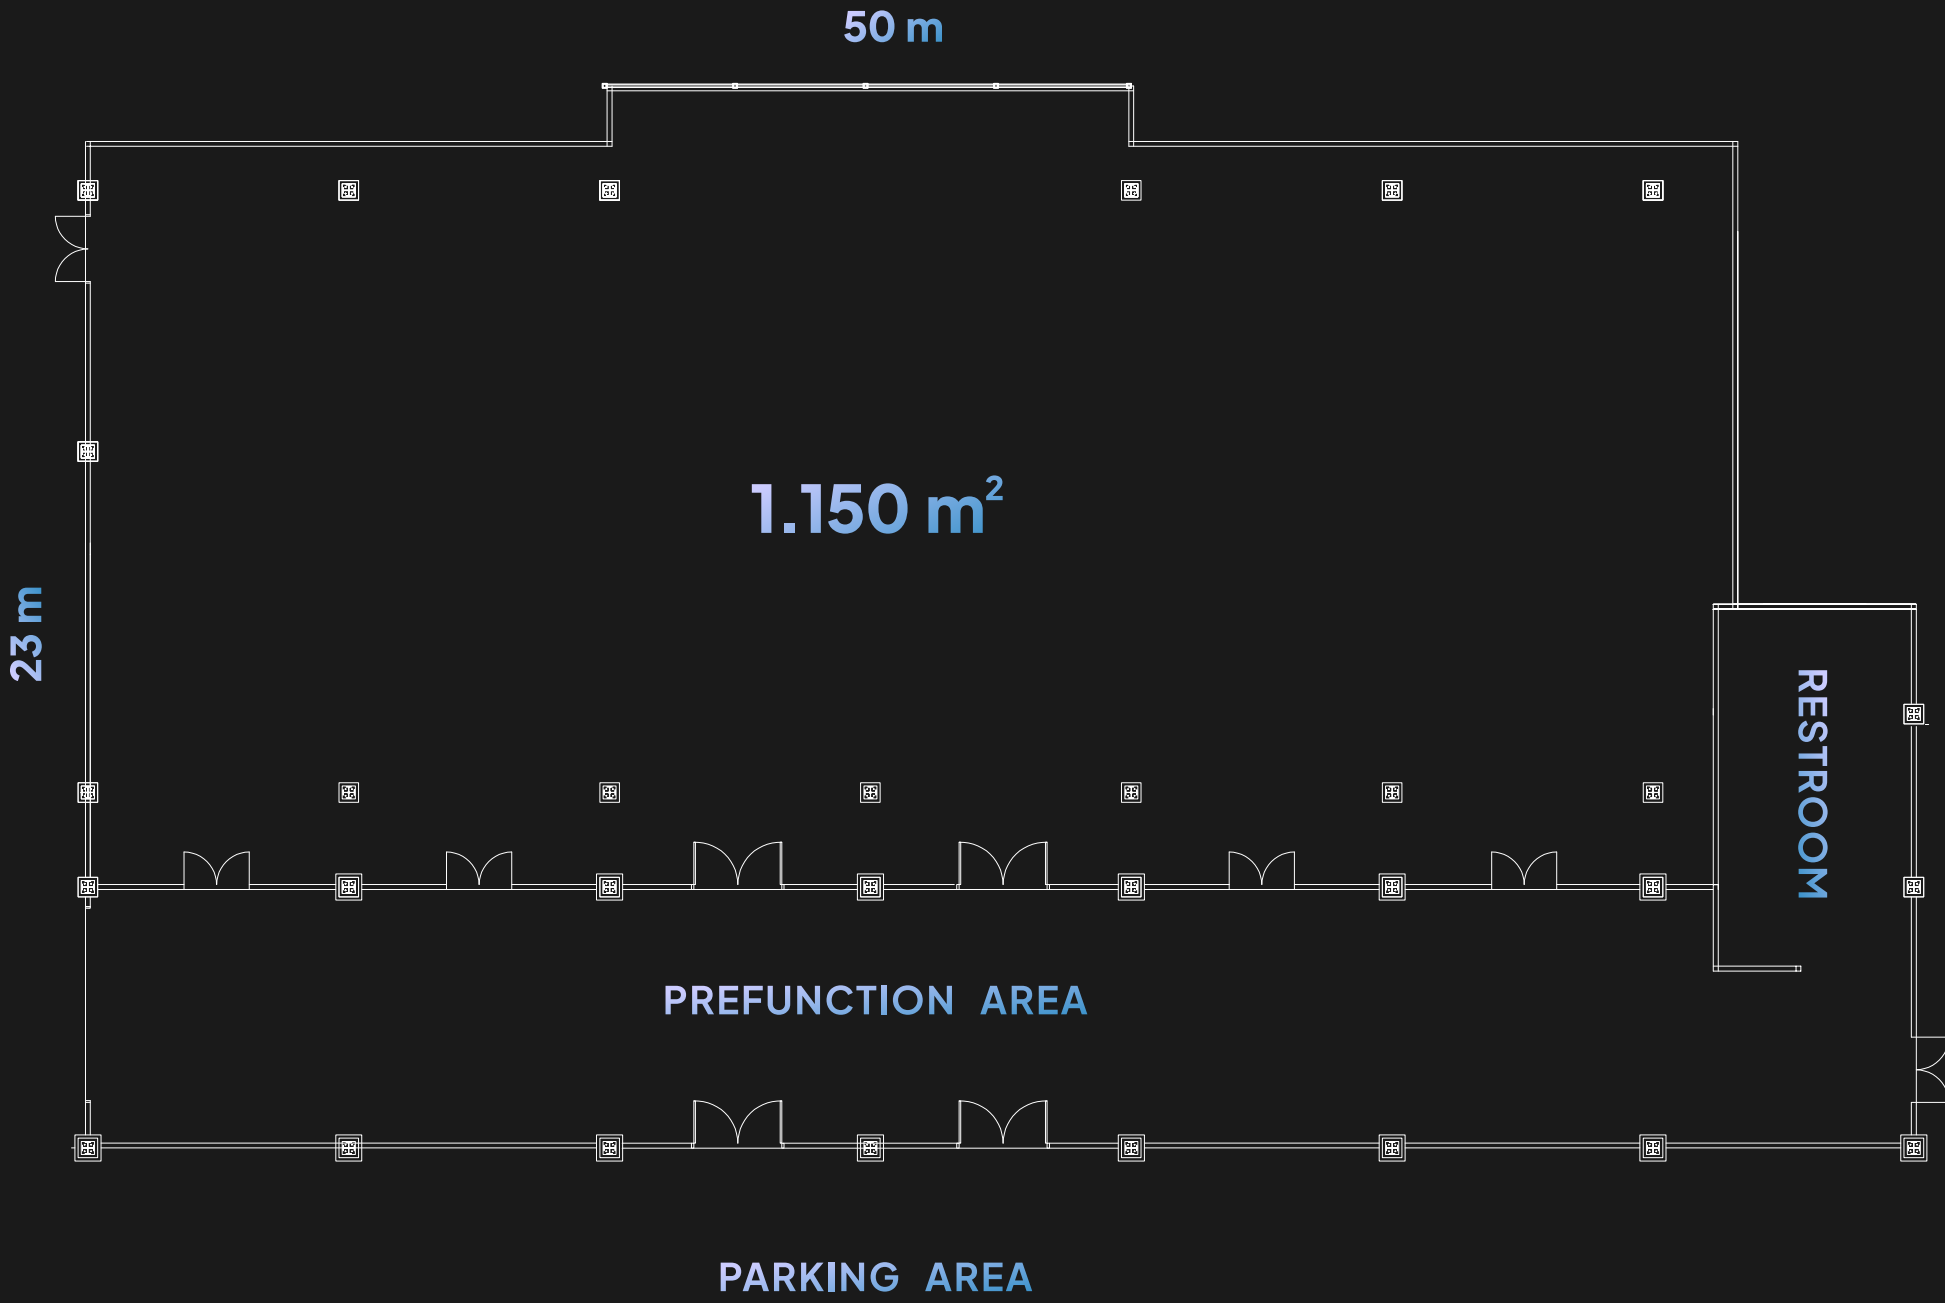 50 m
1.150 m²
23 m
RESTROOM
PREFUNCTION AREA
PARKING AREA